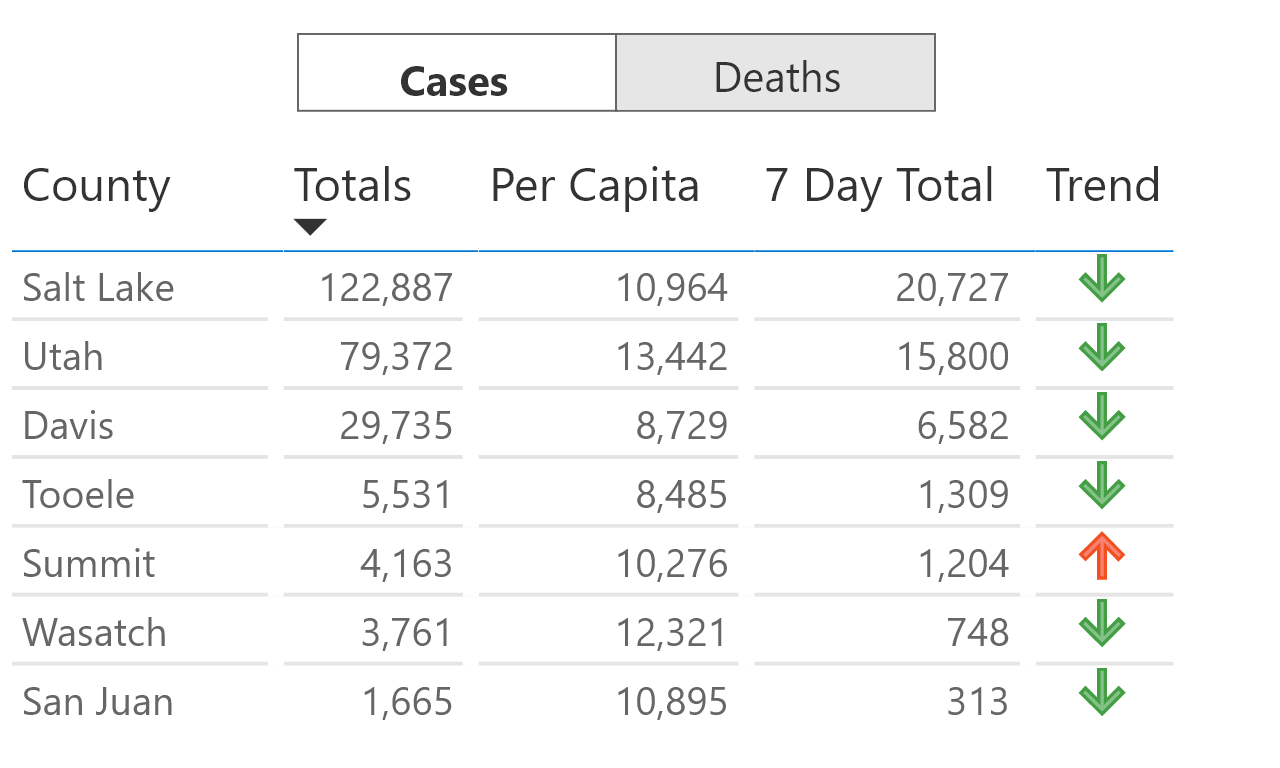 Cases Deaths
County Totals Per Capita 7 Day Total Trend
Salt Lake 122,887 10,964 20,727
Utah 79,372 13,442 15,800
Davis 29,735 8,729 6,582
Tooele 5,531 8,485 1,309
Summit 4,163 10,276 1,204
Wasatch 3,761 12,321 748
San Juan 1,665 10,895 313